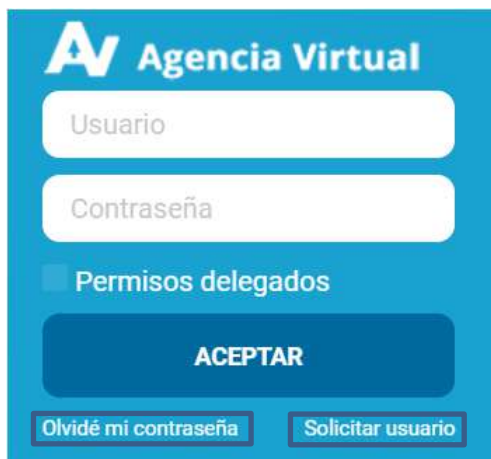 AV Agencia Virtual
Usuario
Contraseña
Permisos delegados
ACEPTAR
Olvidé mi contraseña Solicitar usuario